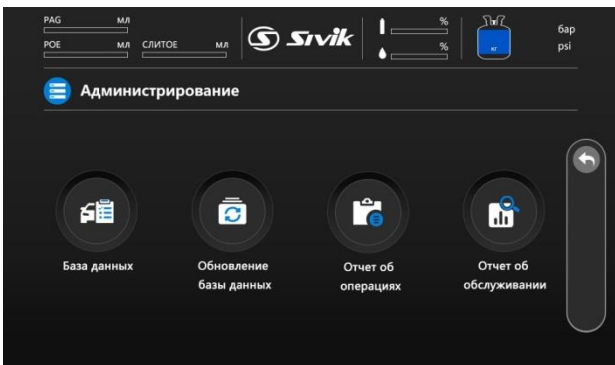 PAG мл
POE мл СЛИТОЕ мл
Sivik
%
%
кг
бар
psi
Администрирование
База данных
Обновление
базы данных
Отчет об
операциях
Отчет об
обслуживании